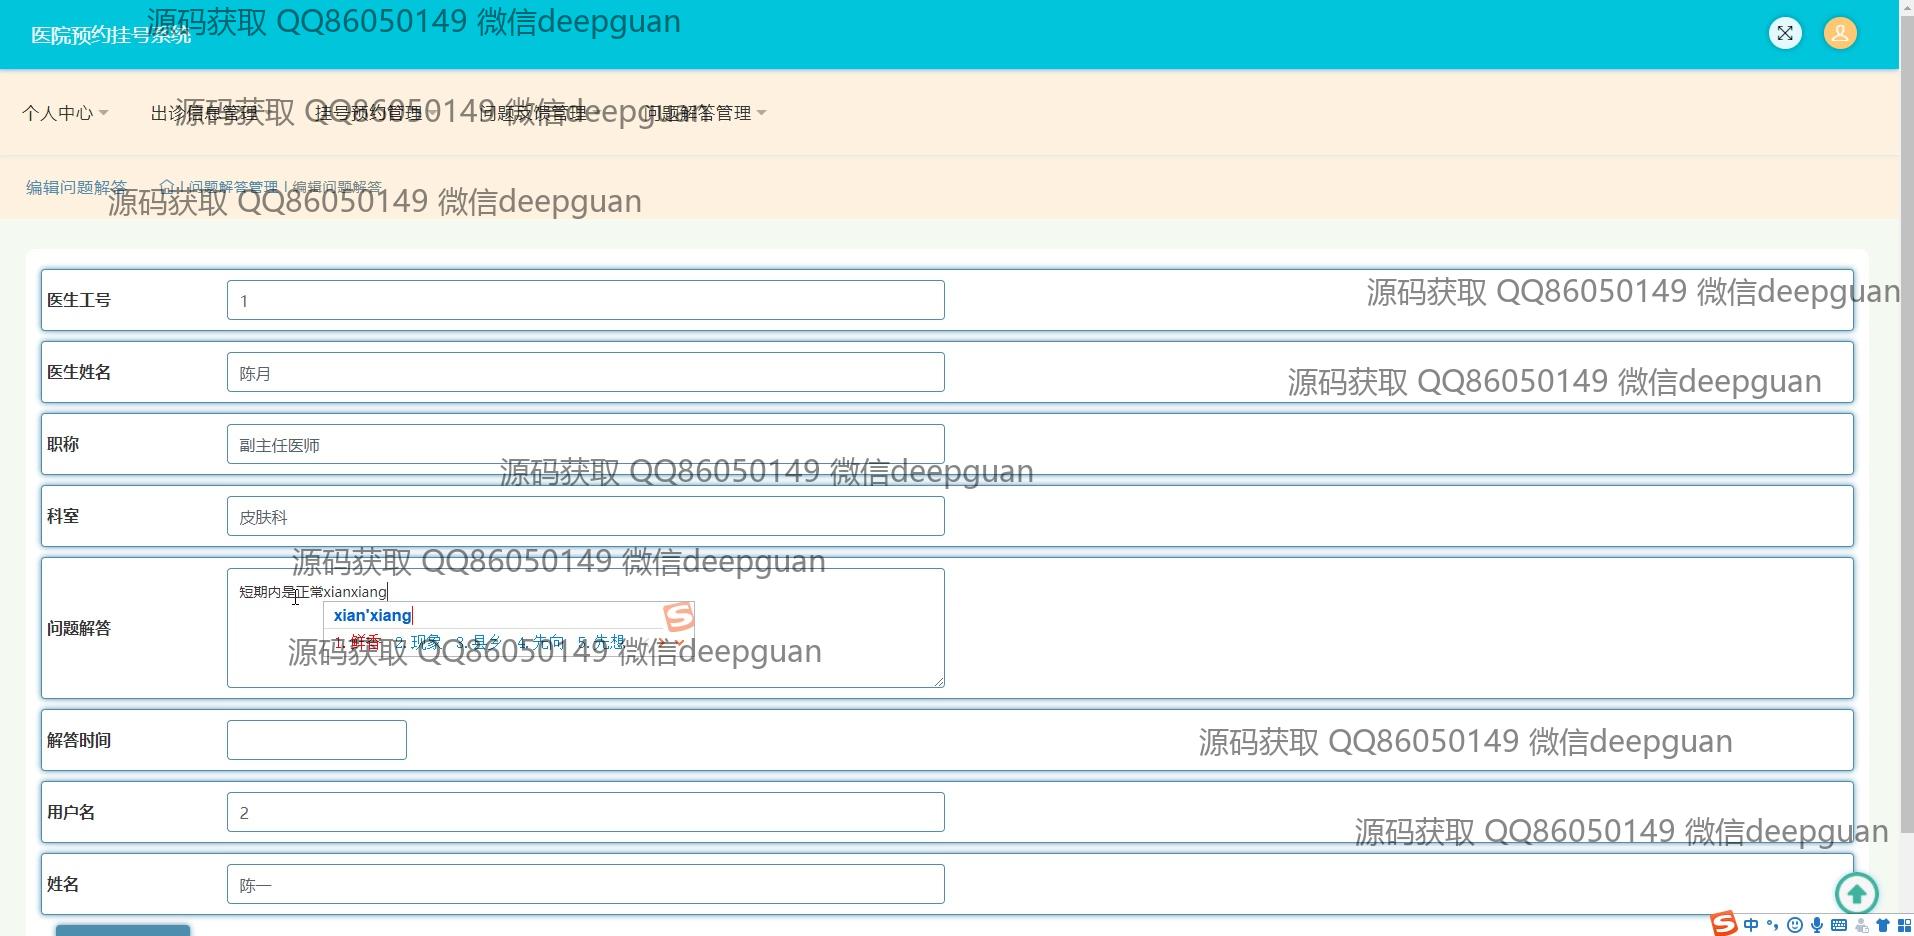 源码获取 QQ86050149 微信deepguan
医院预约挂号系统
个人中心 出诊信息管理 挂号预约管理 问题反馈管理 问题解答管理
源码获取 QQ86050149 微信deepguan
编辑问题解答 | 问题解答管理 | 编辑问题解答
源码获取 QQ86050149 微信deepguan
医生工号 1
源码获取 QQ86050149 微信deepguan
医生姓名 陈月
源码获取 QQ86050149 微信deepguan
职称 副主任医师
源码获取 QQ86050149 微信deepguan
科室 皮肤科
源码获取 QQ86050149 微信deepguan
短期内是正常xianxiang
xian'xiang
问题解答
1.鲜香 2.现象 3.县乡 4.先向 5.先想
源码获取 QQ86050149 微信deepguan
解答时间
源码获取 QQ86050149 微信deepguan
用户名 2
源码获取 QQ86050149 微信deepguan
姓名 陈一
中